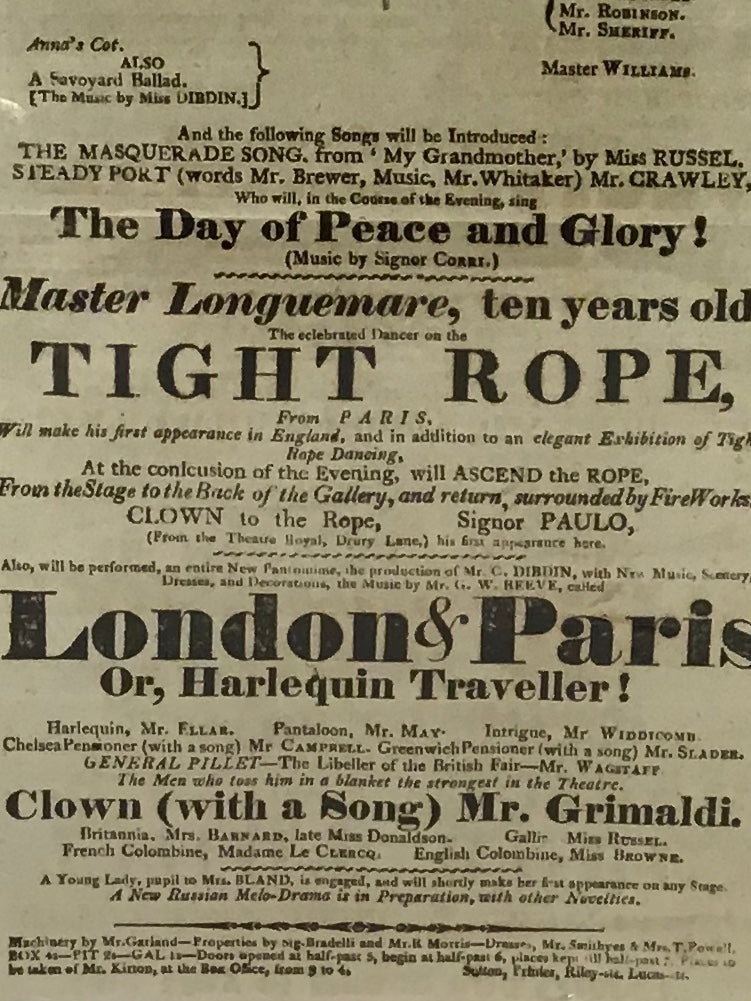 Mr. ROBINSON.
Mr. SHERIFF.
Anna's Cot.
ALSO
A Savoyard Ballad.
[The Music by Miss DIBDIN.]
Master WILLIAMS.
And the following Songs will be Introduced :
THE MASQUERADE SONG. from ‘ My Grandmother,’ by Miss RUSSEL.
STEADY PORT (words Mr. Brewer, Music, Mr. Whitaker) Mr. CRAWLEY,
Who will, in the Course of the Evening, sing
The Day of Peace and Glory !
(Music by Signor CORRI.)
Master Longuemare, ten years old
The eclebrated Dancer on the
TIGHT ROPE,
From PARIS,
Will make his first appearance in England, and in addition to an elegant Exhibition of Tigh
Rope Dancing,
At the conlcusion of the Evening, will ASCEND the ROPE,
From the Stage to the Back of the Gallery, and return, surrounded by FireWorks
CLOWN to the Rope, Signor PAULO,
(From the Theatre Royal, Drury Lane,) his first appearance here.
Also, will be performed, an entire New Pantomime, the production of Mr. C. DIBDIN, with New Music, Scenery,
Dresses, and Decorations, the Music by Mr. G. W. REEVE, called
London & Paris
Or, Harlequin Traveller !
Harlequin, Mr. ELLAR. Pantaloon, Mr. MAY. Intrigue, Mr WIDDICOMB.
Chelsea Pensioner (with a song) Mr CAMPBELL. Greenwich Pensioner (with a song) Mr. SLADER.
GENERAL PILLET—The Libeller of the British Fair—Mr. WAGSTAFF
The Men who toss him in a blanket the strongest in the Theatre.
Clown (with a Song) Mr. Grimaldi.
Britannia. Mrs. BARNARD, late Miss Donaldson. Gallic Miss RUSSEL.
French Colombine, Madame LE CLERCQ. English Colombine, Miss BROWNE.
A Young Lady, pupil to Mrs. BLAND, is engaged, and will shortly make her first appearance on any Stage.
A New Russian Melo-Drama is in Preparation, with other Novelties.
Machinery by Mr. Garland—Properties by Sig. Bradelli and Mr. R Morris—Dresses, Mr. Smithyes & Mrs. T. Powell.
BOX 4s—PIT 2s—GAL 1s—Doors opened at half-past 5, begin at half-past 6, places kept till half-past 7. Places to
be taken of Mr. Kirton, at the Box Office, from 9 to 4.